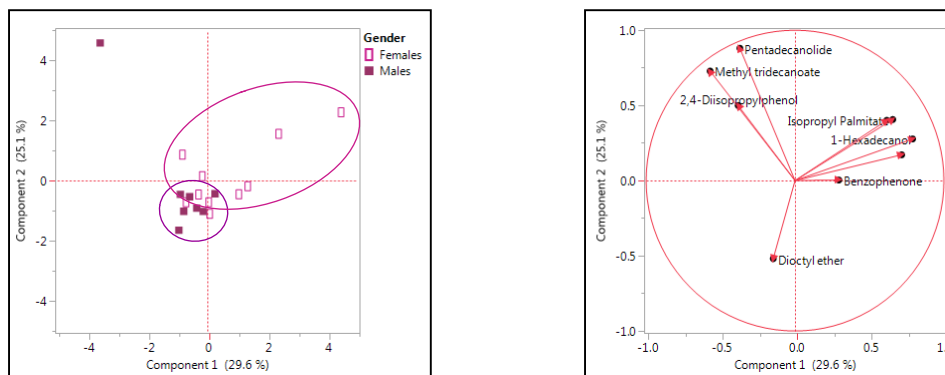 Gender
Females
Males
4
2
0
-2
-4
Component 2 (25.1 %)
-4
-2
0
2
4
Component 1 (29.6 %)
1.0
0.5
0.0
-0.5
-1.0
Component 2 (25.1 %)
Pentadecanolide
Methyl tridecanoate
2,4-Diisopropylphenol
Isopropyl Palmitate
1-Hexadecanol
Benzophenone
Dioctyl ether
-1.0
-0.5
0.0
0.5
Component 1 (29.6 %)